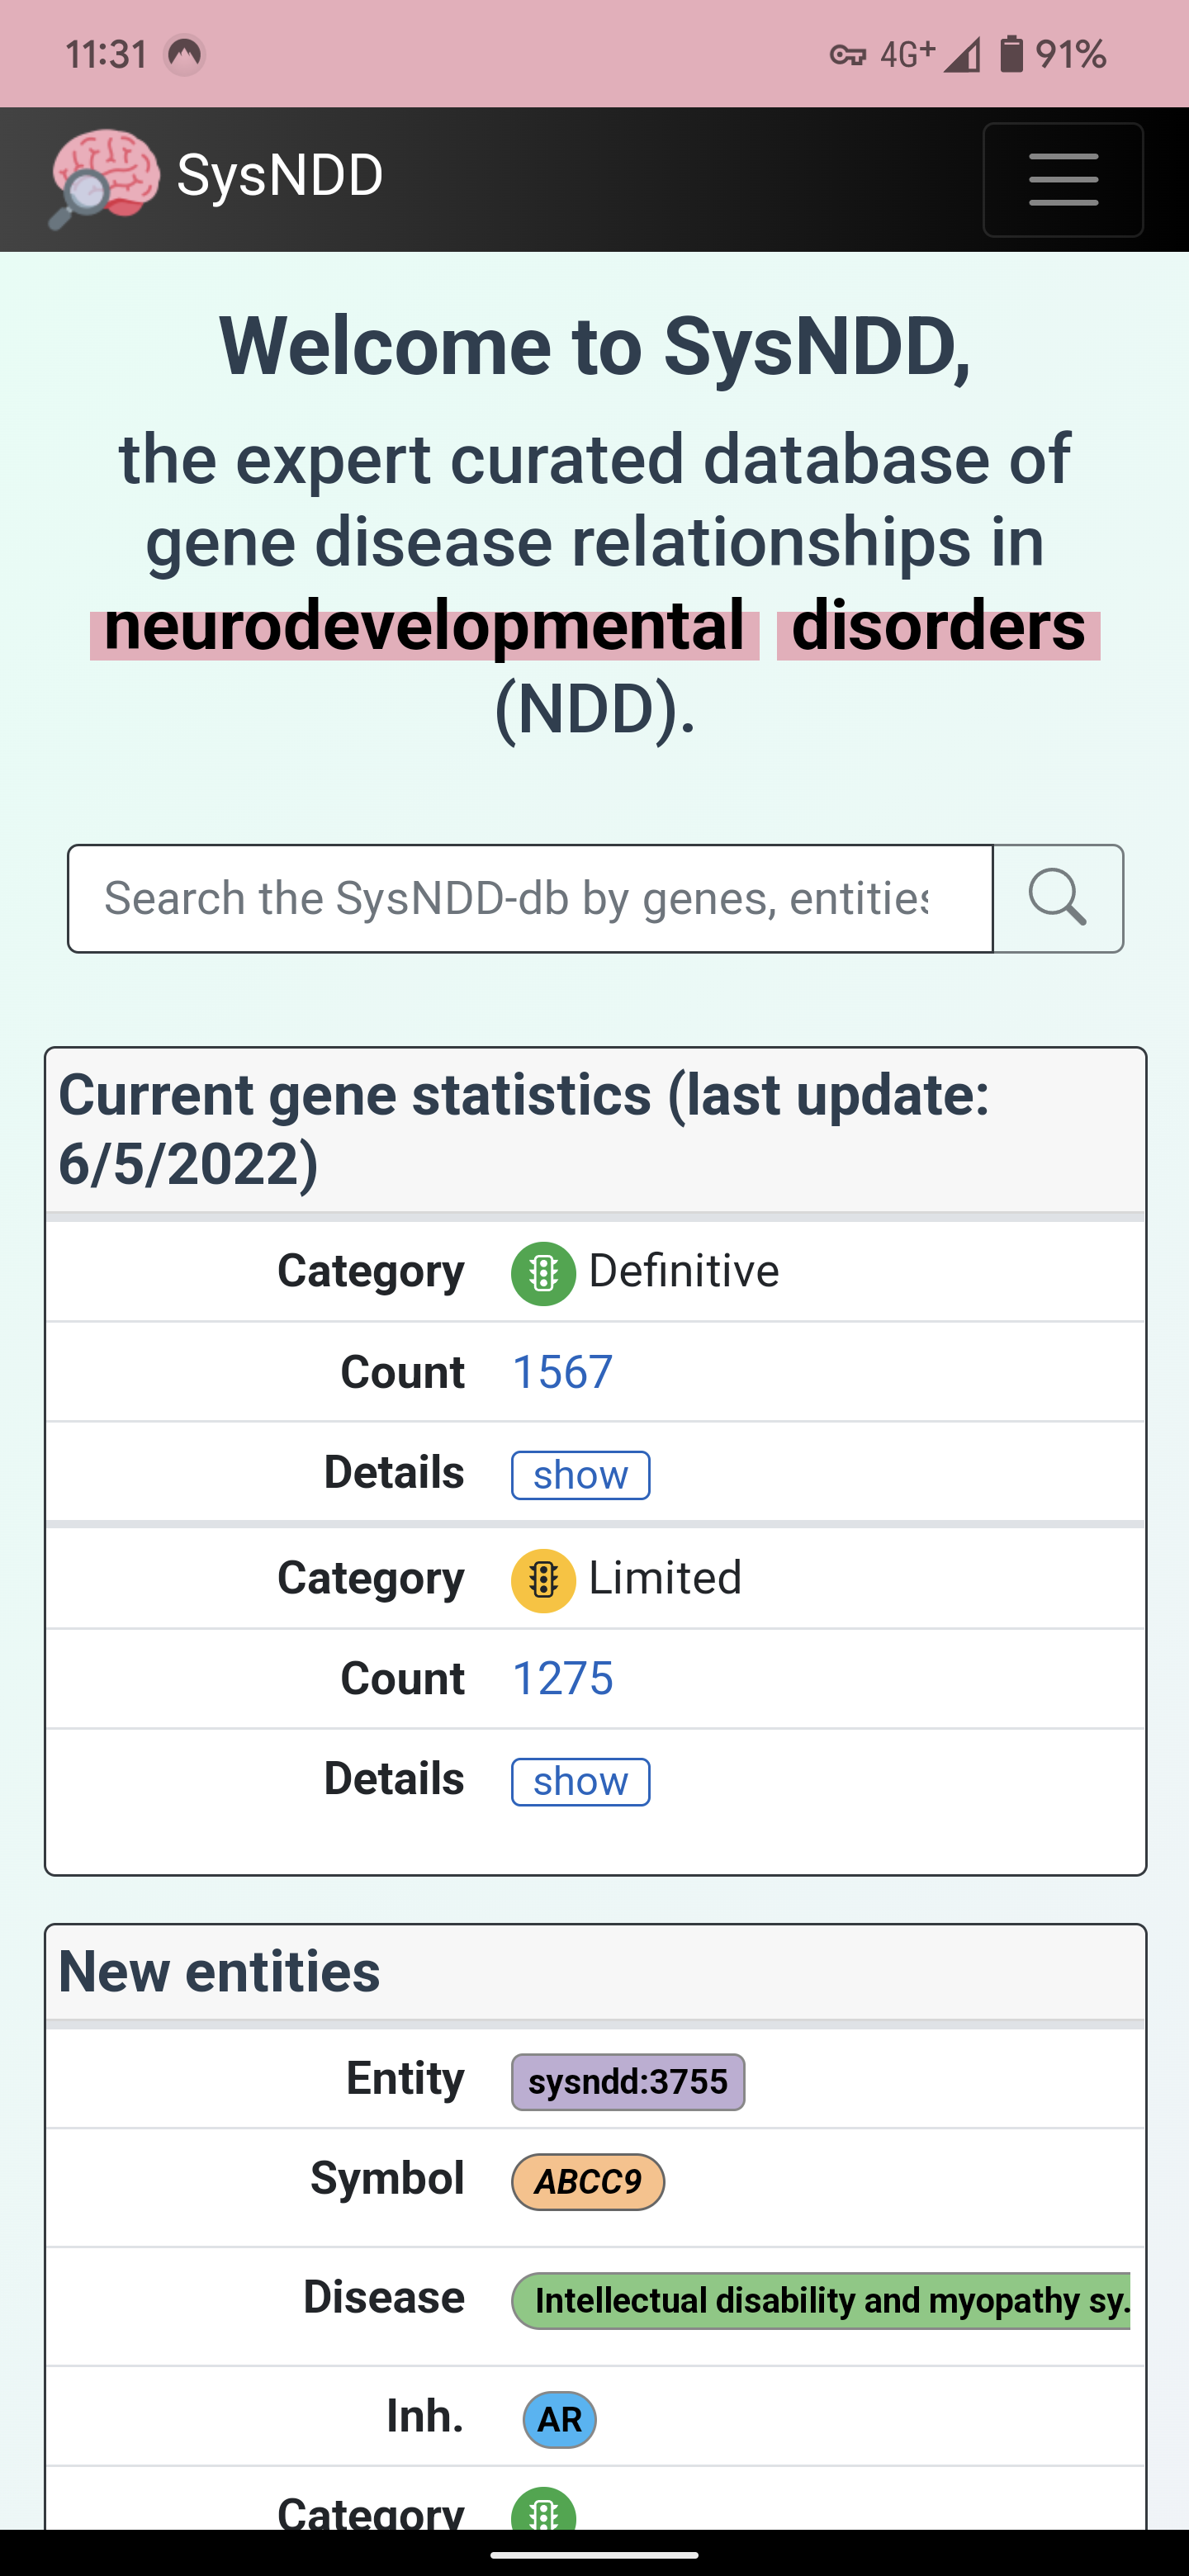 11:31 4G+ 91%
SysNDD
Welcome to SysNDD,
the expert curated database of
gene disease relationships in
neurodevelopmental disorders
(NDD).
Search the SysNDD-db by genes, entities
Current gene statistics (last update:
6/5/2022)
Category Definitive
Count 1567
Details show
Category Limited
Count 1275
Details show
New entities
Entity sysndd:3755
Symbol ABCC9
Disease Intellectual disability and myopathy sy.
Inh. AR
Category